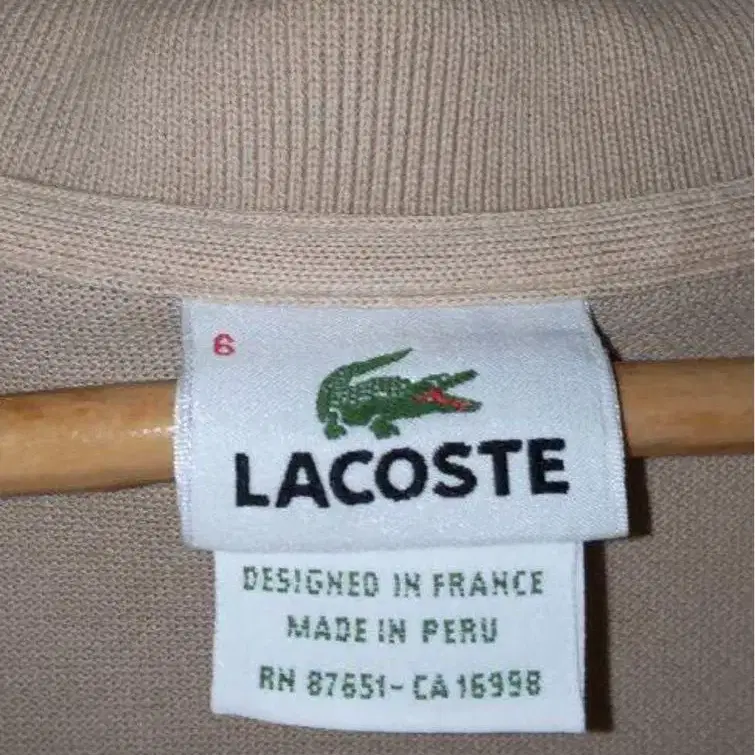 6
LACOSTE
DESIGNED IN FRANCE
MADE IN PERU
RN 87651-CA 16998